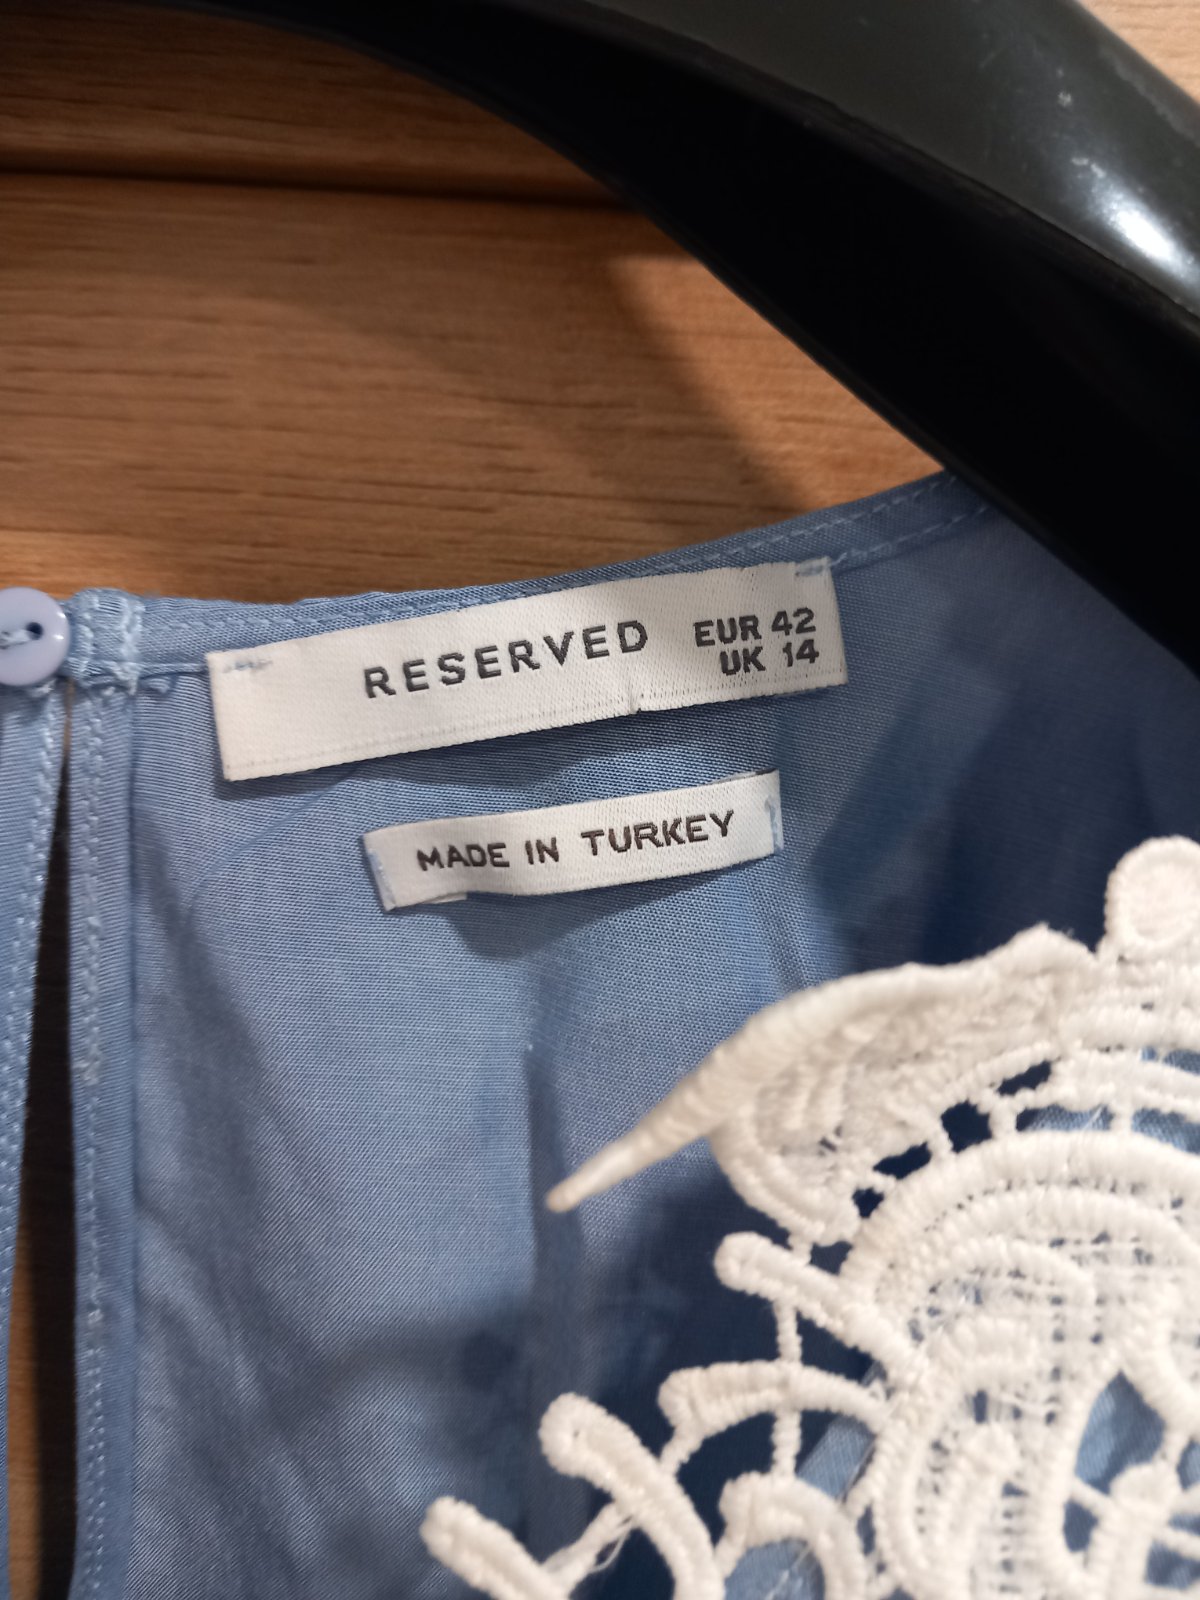 RESERVED
EUR 42
UK 14
MADE IN TURKEY